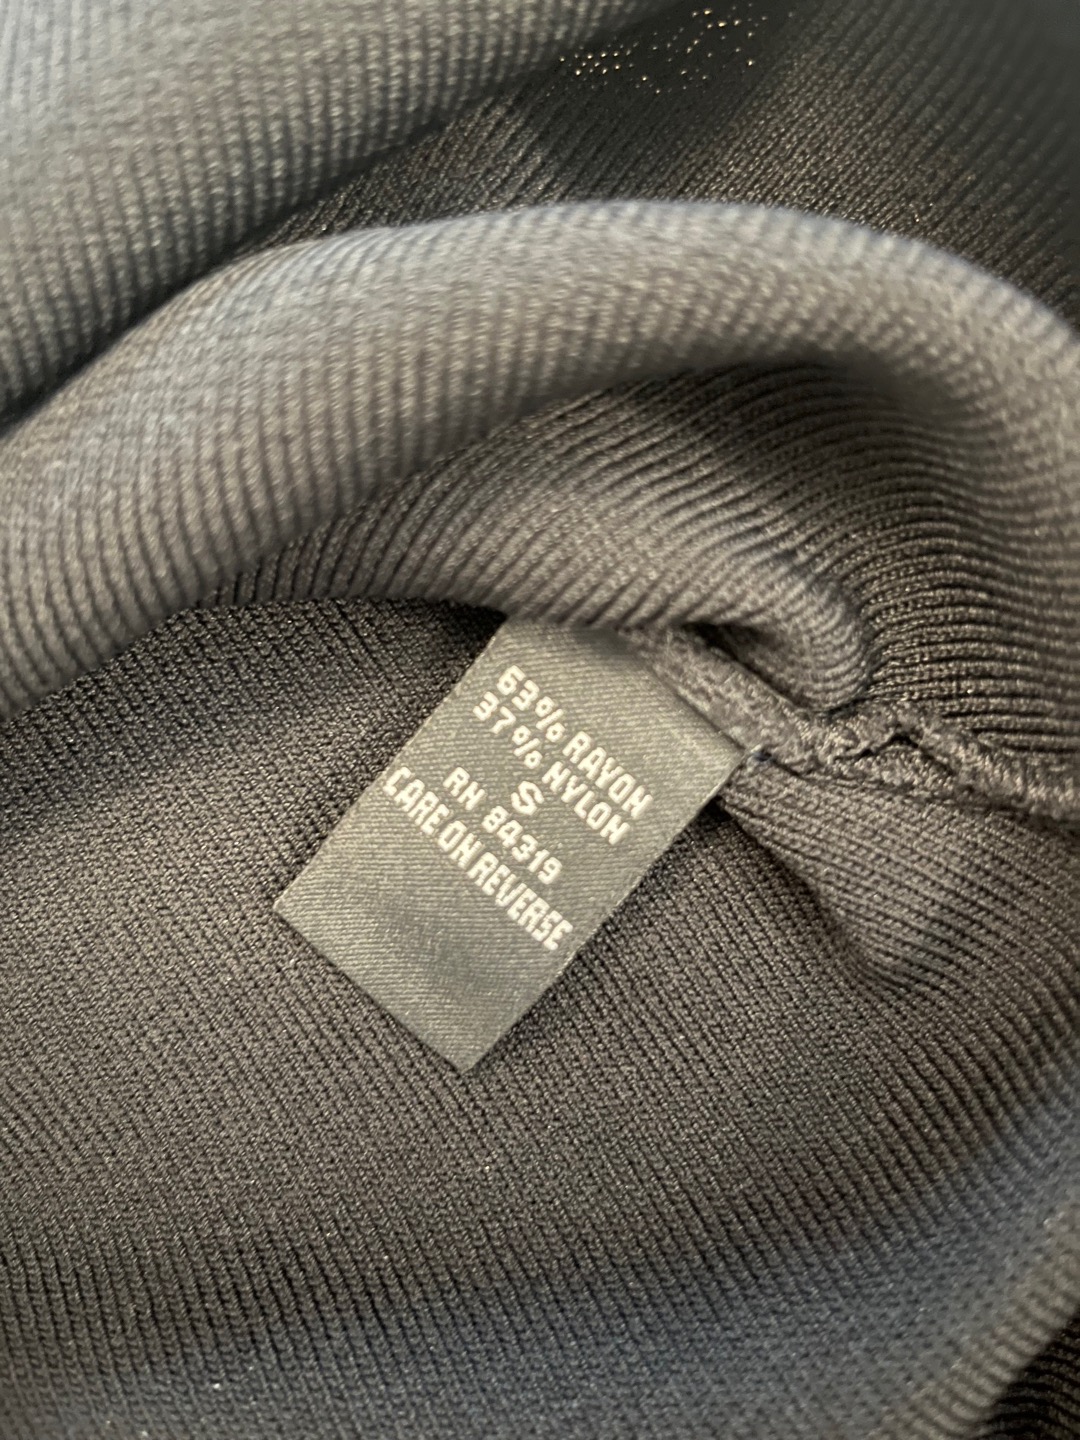 63% RAYON
37% NYLON
S
RN 84319
CARE ON REVERSE